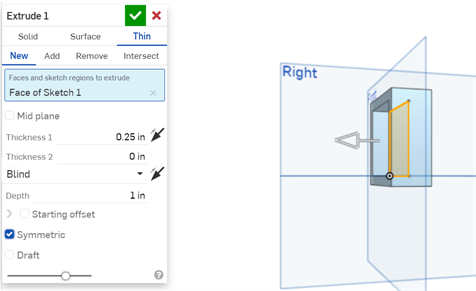 Extrude 1
Solid Surface Thin
New Add Remove Intersect
Faces and sketch regions to extrude
Face of Sketch 1
Mid plane
Thickness 1 0.25 in
Thickness 2 0 in
Blind
Depth 1 in
Starting offset
Symmetric
Draft
Right